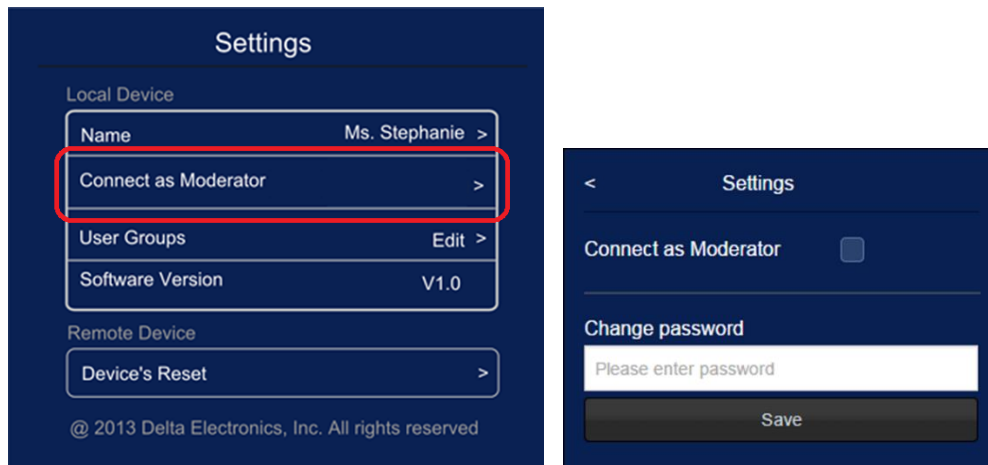 Settings
Local Device
Name Ms. Stephanie >
Connect as Moderator >
User Groups Edit >
Software Version V1.0
Remote Device
Device's Reset >
@ 2013 Delta Electronics, Inc. All rights reserved
< Settings
Connect as Moderator
Change password
Please enter password
Save